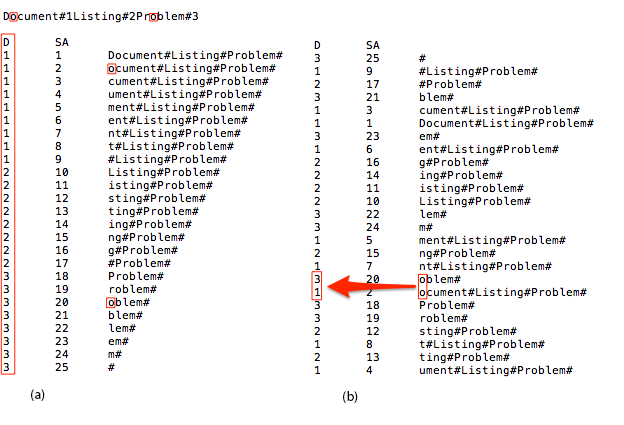 Document#1Listing#2Problem#3
D SA
1 1 Document#Listing#Problem#
1 2 ocument#Listing#Problem#
1 3 cument#Listing#Problem#
1 4 ument#Listing#Problem#
1 5 ment#Listing#Problem#
1 6 ent#Listing#Problem#
1 7 nt#Listing#Problem#
1 8 t#Listing#Problem#
1 9 #Listing#Problem#
2 10 Listing#Problem#
2 11 isting#Problem#
2 12 sting#Problem#
2 13 ting#Problem#
2 14 ing#Problem#
2 15 ng#Problem#
2 16 g#Problem#
2 17 #Problem#
3 18 Problem#
3 19 roblem#
3 20 oblem#
3 21 blem#
3 22 lem#
3 23 em#
3 24 m#
3 25 #
(a)
D SA
3 25 #
1 9 #Listing#Problem#
2 17 #Problem#
3 21 blem#
1 3 cument#Listing#Problem#
1 1 Document#Listing#Problem#
3 23 em#
1 6 ent#Listing#Problem#
2 16 g#Problem#
2 14 ing#Problem#
2 11 isting#Problem#
2 10 Listing#Problem#
3 22 lem#
3 24 m#
1 5 ment#Listing#Problem#
2 15 ng#Problem#
1 7 nt#Listing#Problem#
3 20 oblem#
1 2 ocument#Listing#Problem#
3 18 Problem#
3 19 roblem#
2 12 sting#Problem#
1 8 t#Listing#Problem#
2 13 ting#Problem#
1 4 ument#Listing#Problem#
(b)